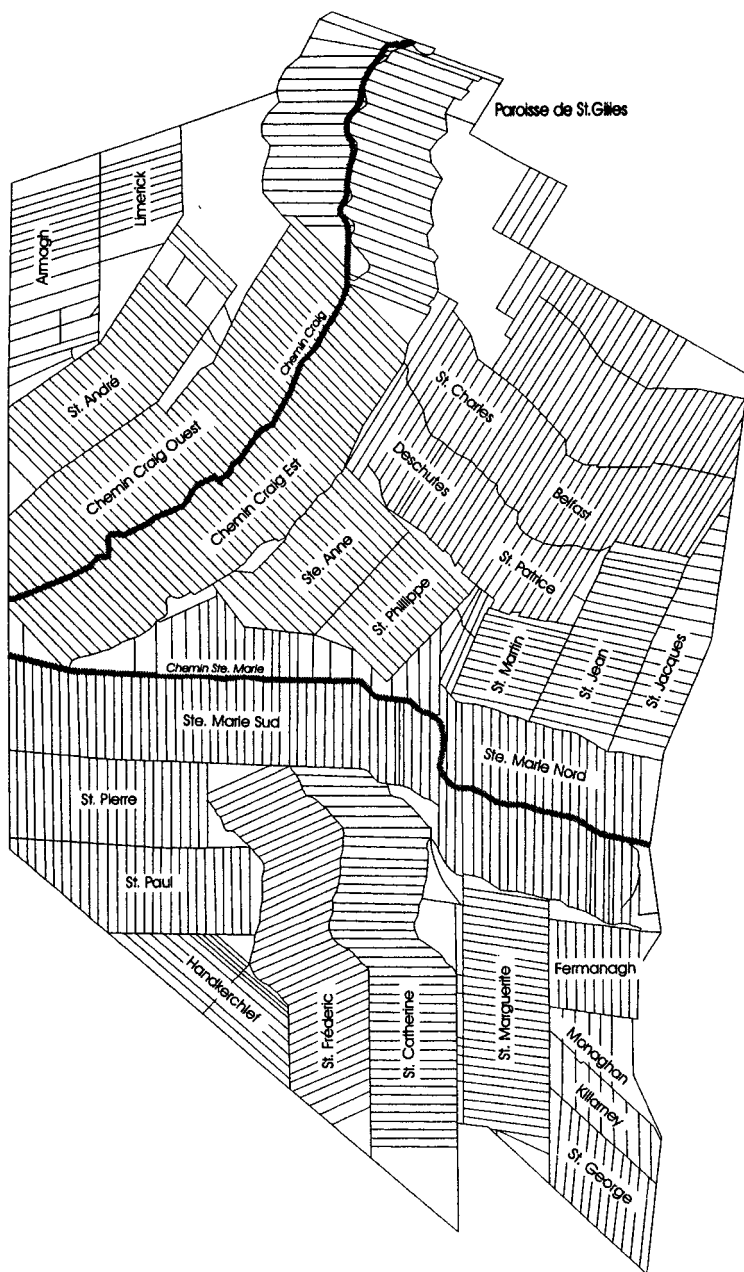 Paroisse de St.Gilles
Limerick
Armagh
Chemin Craig
St. André
St. Charles
Chemin Craig Ouest
Deschutes
Chemin Craig Est
Belfast
Ste. Anne
St. Patrice
St. Phillippe
St. Martin
St. Jean
St. Jacques
Chemin Ste. Marie
Ste. Marie Sud
Ste. Marie Nord
St. Pierre
St. Paul
Handkerchief
Fermanagh
St. Fréderic
St. Catherine
St. Marguerite
Monaghan
Killarney
St. George